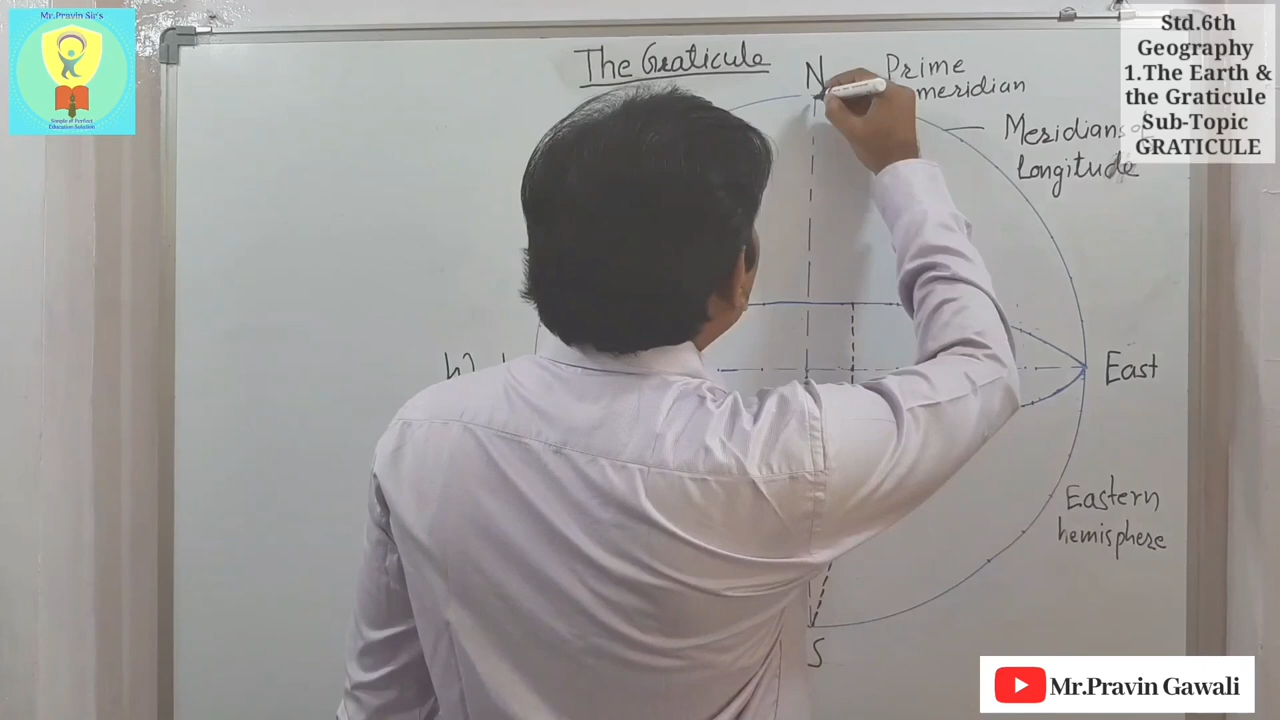 Mr.Pravin Sir's
Simple n Perfect
Education Solution
The Graticule
N
Prime
meridian
Meridians of
Longitude
East
Eastern
hemisphere
S
Std.6th
Geography
1.The Earth &
the Graticule
Sub-Topic
GRATICULE
Mr.Pravin Gawali